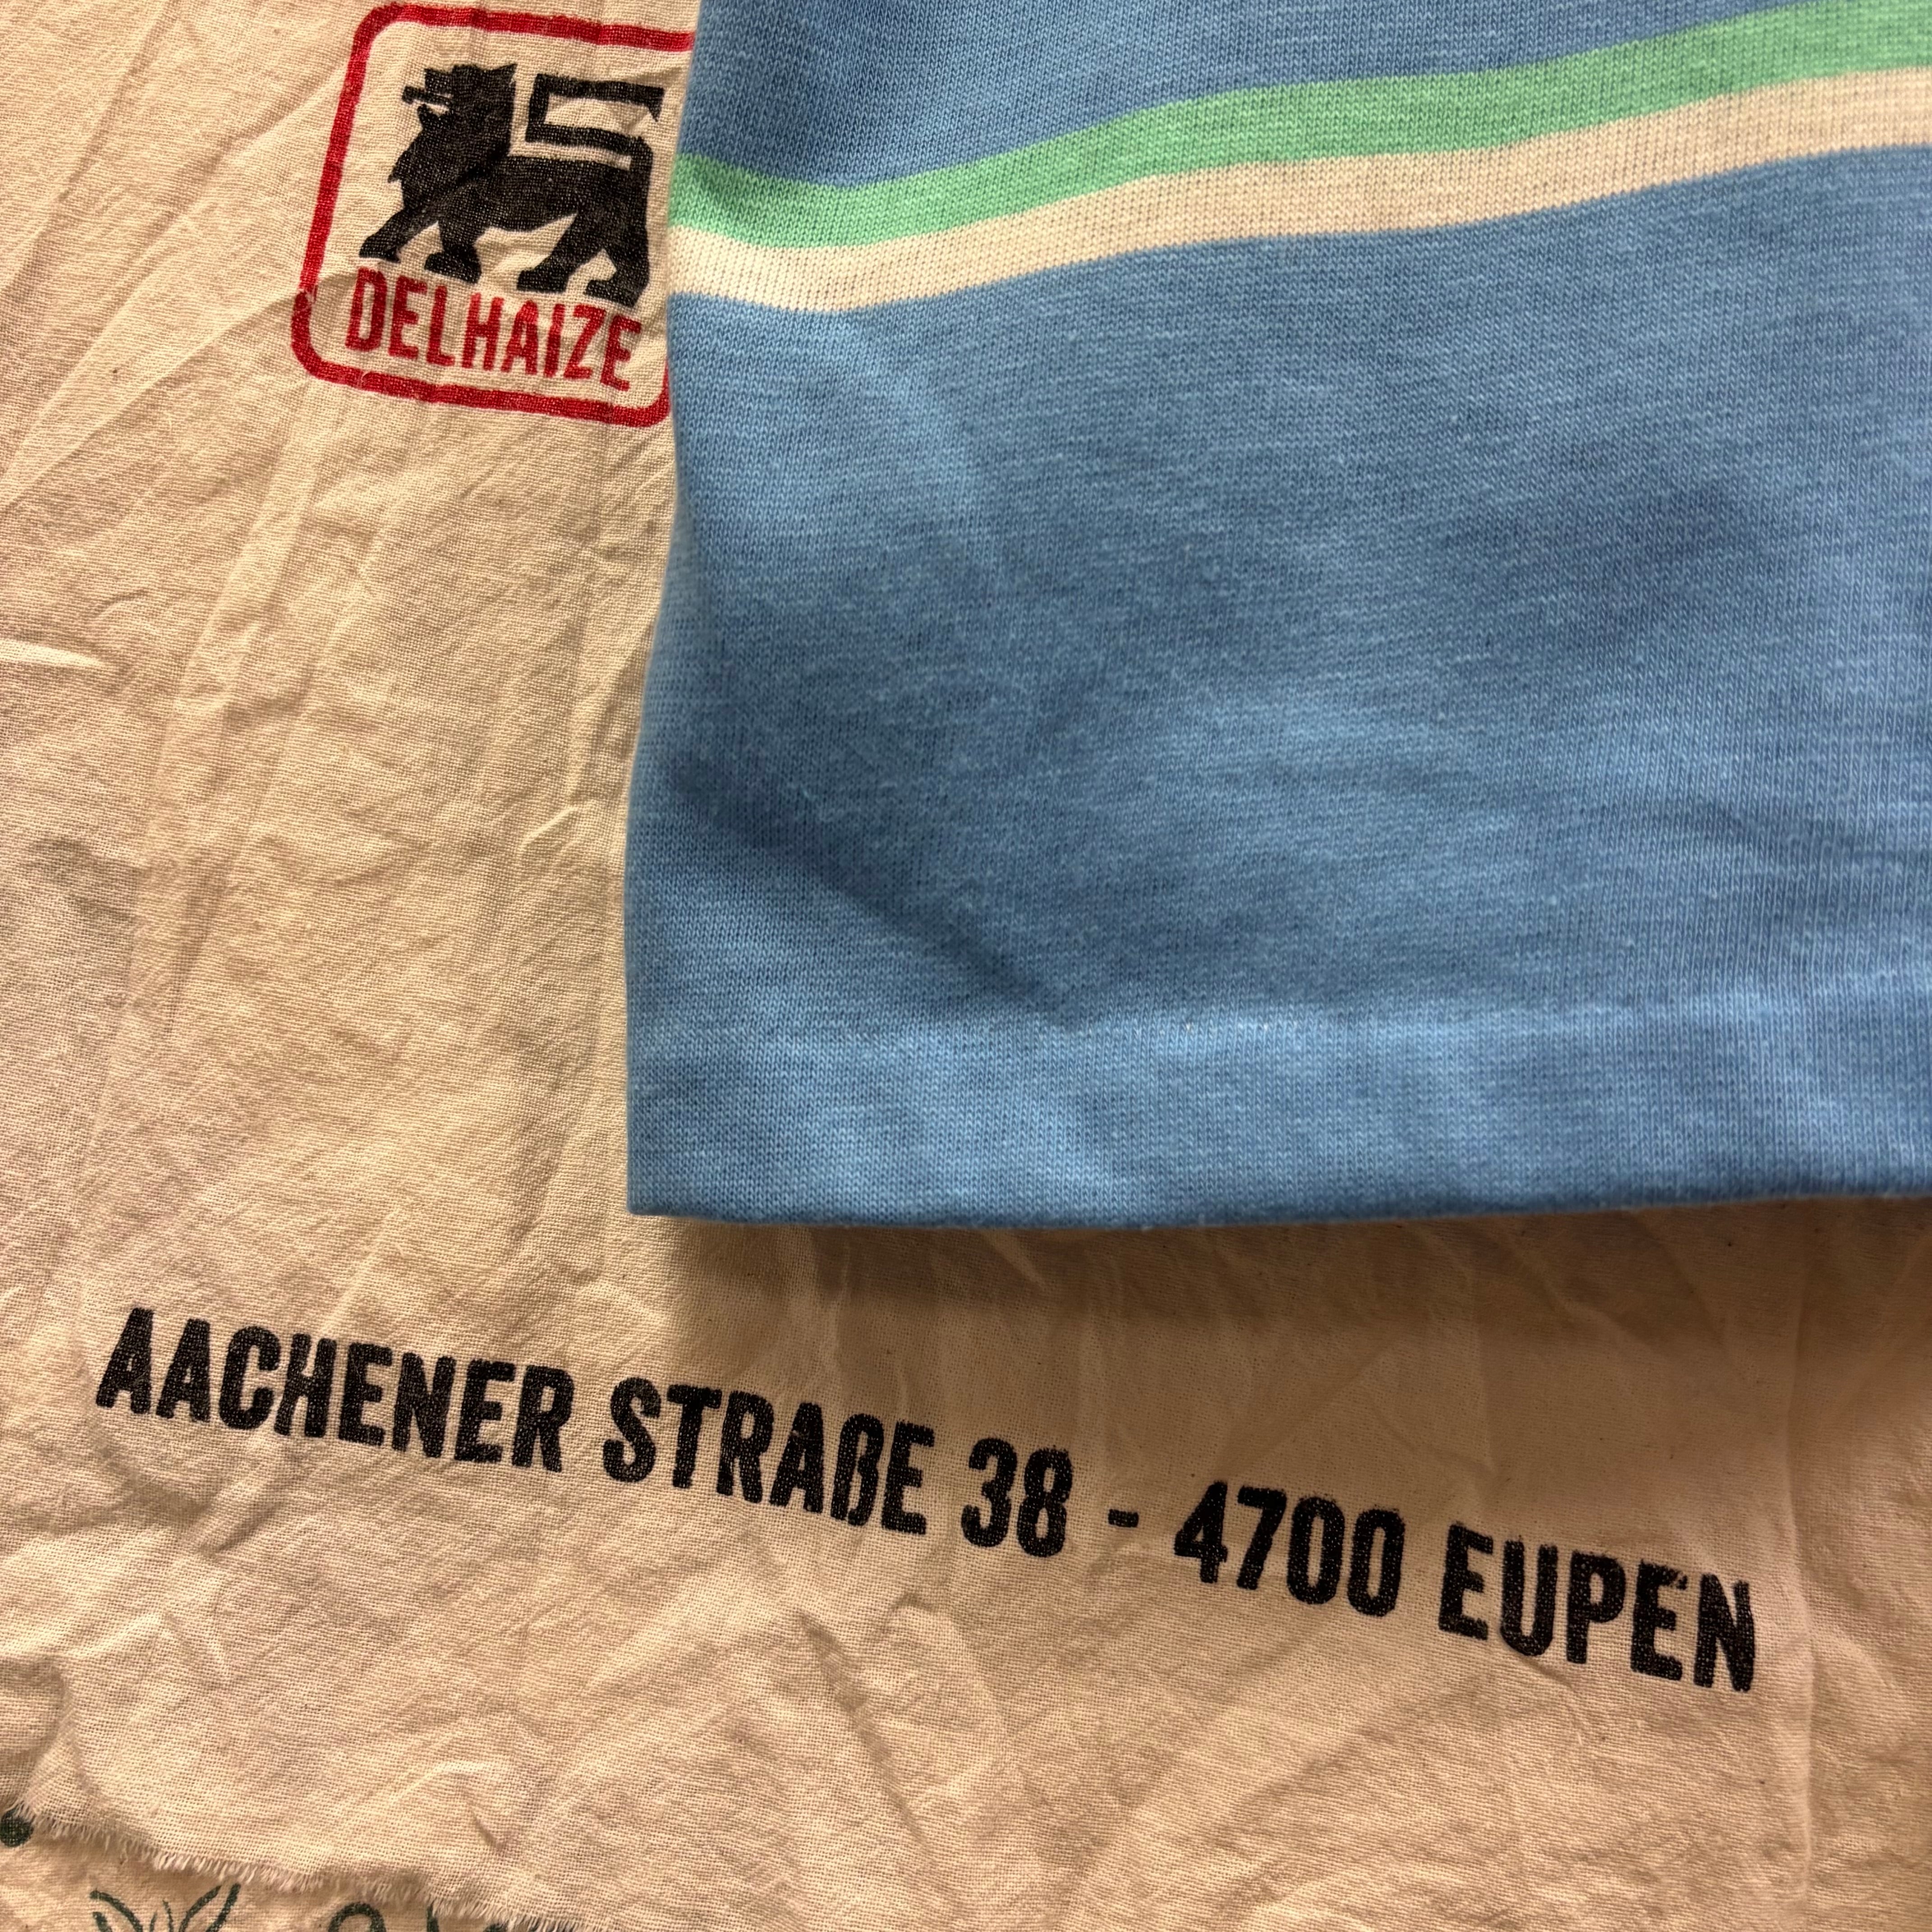 DELHAIZE
AACHENER STRAßE 38 - 4700 EUPEN